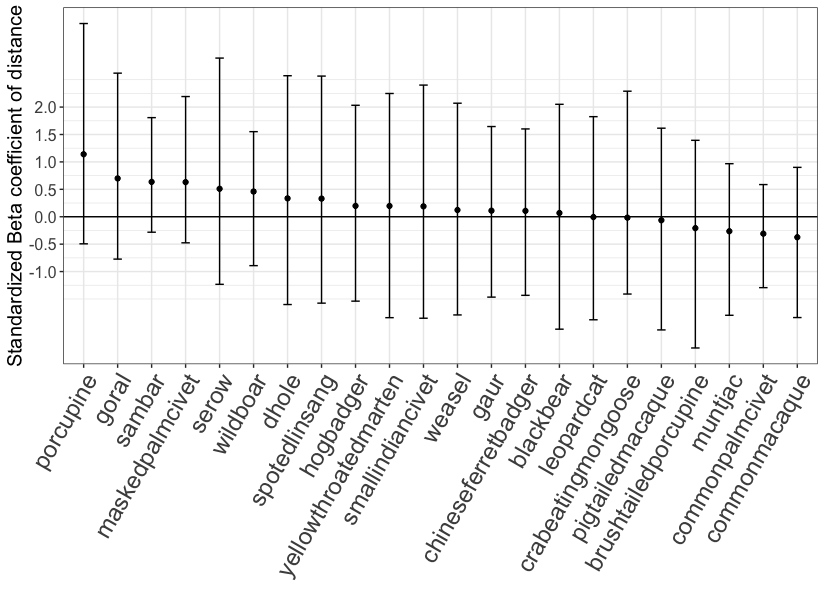 Standardized Beta coefficient of distance
2.0
1.5
1.0
0.5
0.0
-0.5
-1.0
porcupine
goral
sambar
maskedpalmcivet
serow
wildboar
dhole
spotedlinsang
hogbadger
yellowthroatedmarten
smallindiancivet
weasel
gaur
chineseferretbadger
blackbear
leopardcat
crabeatingmongoose
pigtailedmacaque
brushtailedporcupine
muntjac
commonpalmcivet
commonmacaque